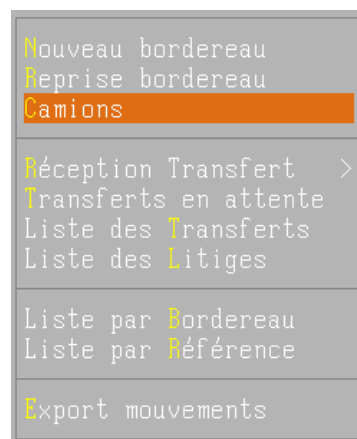 Nouveau bordereau
Reprise bordereau
Camions
Réception Transfert >
Transferts en attente
Liste des Transferts
Liste des Litiges
Liste par Bordereau
Liste par Référence
Export mouvements